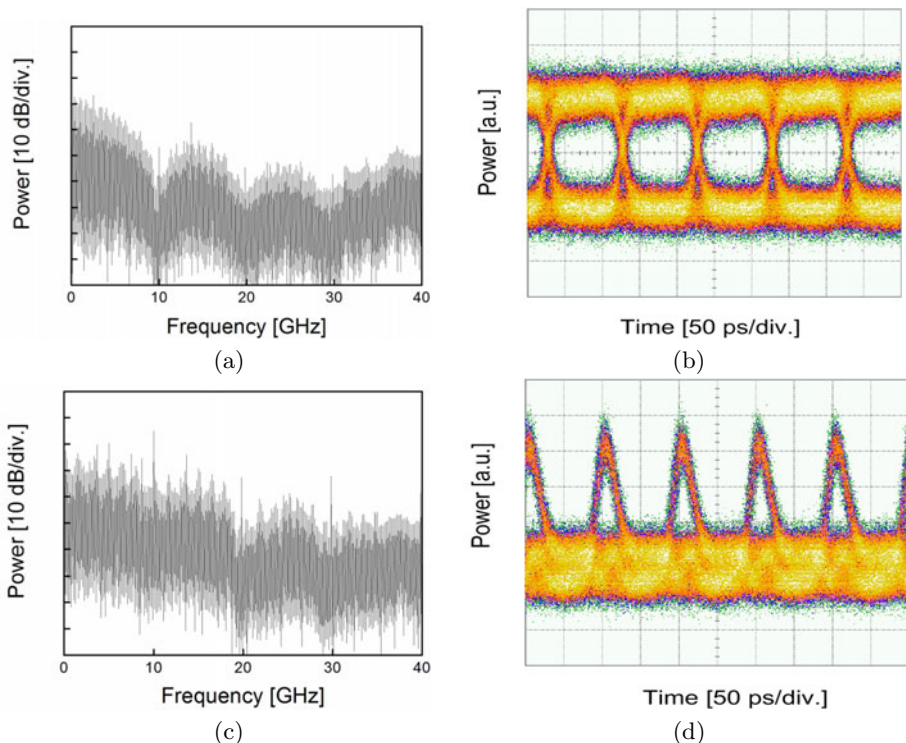 Power [10 dB/div.]
0 10 20 30 40
Frequency [GHz]
(a)
Power [a.u.]
Time [50 ps/div.]
(b)
Power [10 dB/div.]
0 10 20 30 40
Frequency [GHz]
(c)
Power [a.u.]
Time [50 ps/div.]
(d)